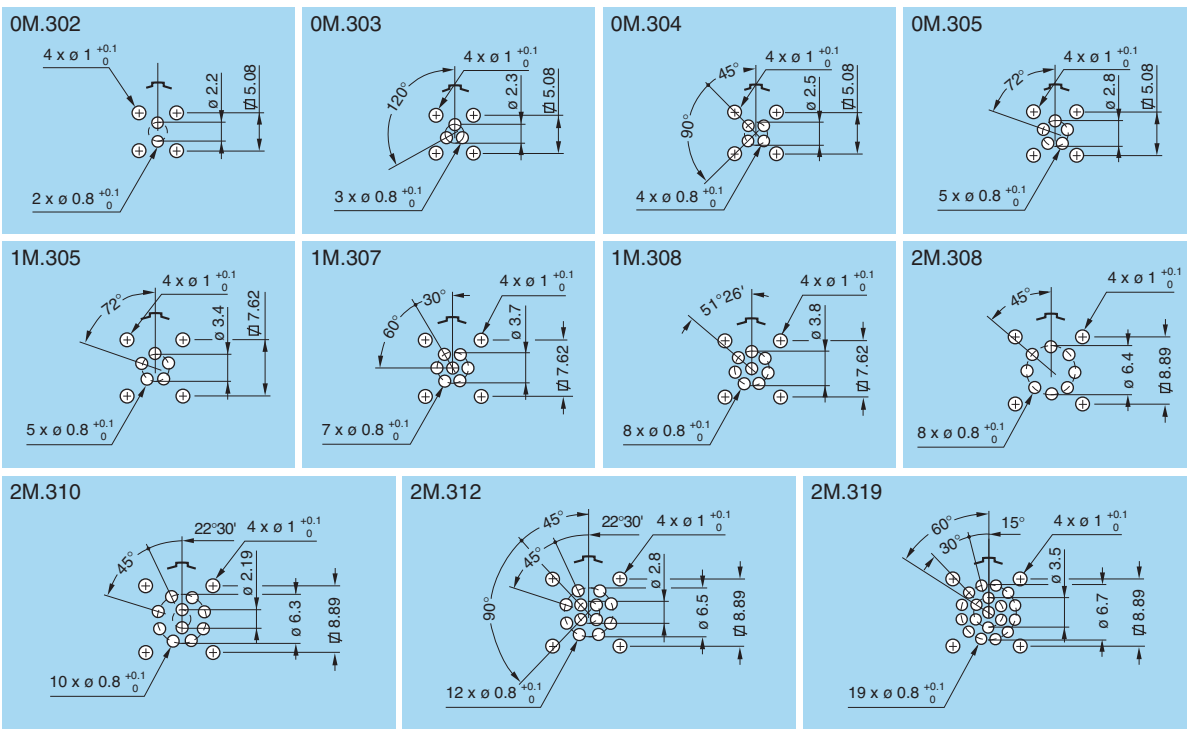 0M.302
4 x ø 1 +0.1 0
ø 2.2
5.08
2 x ø 0.8 +0.1 0
0M.303
4 x ø 1 +0.1 0
120°
ø 2.3
5.08
3 x ø 0.8 +0.1 0
0M.304
45°
4 x ø 1 +0.1 0
90°
ø 2.5
5.08
4 x ø 0.8 +0.1 0
0M.305
72°
4 x ø 1 +0.1 0
ø 2.8
5.08
5 x ø 0.8 +0.1 0
1M.305
72°
4 x ø 1 +0.1 0
ø 3.4
7.62
5 x ø 0.8 +0.1 0
1M.307
30°
4 x ø 1 +0.1 0
60°
ø 3.7
7.62
7 x ø 0.8 +0.1 0
1M.308
51°26'
4 x ø 1 +0.1 0
ø 3.8
7.62
8 x ø 0.8 +0.1 0
2M.308
45°
4 x ø 1 +0.1 0
ø 6.4
8.89
8 x ø 0.8 +0.1 0
2M.310
22°30'
4 x ø 1 +0.1 0
45°
ø 2.19
ø 6.3
8.89
10 x ø 0.8 +0.1 0
2M.312
45°
22°30'
4 x ø 1 +0.1 0
45°
90°
ø 2.8
ø 6.5
8.89
12 x ø 0.8 +0.1 0
2M.319
60°
15°
4 x ø 1 +0.1 0
30°
ø 3.5
ø 6.7
8.89
19 x ø 0.8 +0.1 0